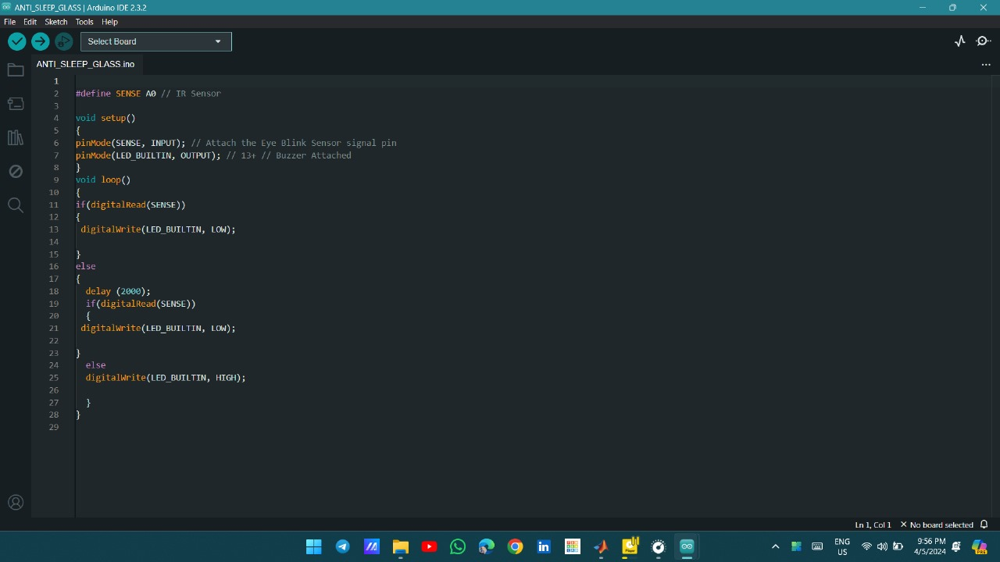 ANTI_SLEEP_GLASS | Arduino IDE 2.3.2
File Edit Sketch Tools Help
Select Board
ANTI_SLEEP_GLASS.ino
1
2 #define SENSE A0 // IR Sensor
3
4 void setup()
5 {
6 pinMode(SENSE, INPUT); // Attach the Eye Blink Sensor signal pin
7 pinMode(LED_BUILTIN, OUTPUT); // 13+ // Buzzer Attached
8 }
9 void loop()
10 {
11 if(digitalRead(SENSE))
12 {
13 digitalWrite(LED_BUILTIN, LOW);
14
15 }
16 else
17 {
18 delay (2000);
19 if(digitalRead(SENSE))
20 {
21 digitalWrite(LED_BUILTIN, LOW);
22
23 }
24 else
25 digitalWrite(LED_BUILTIN, HIGH);
26
27 }
28 }
29
Ln 1, Col 1 No board selected
ENG
US
9:56 PM
4/5/2024